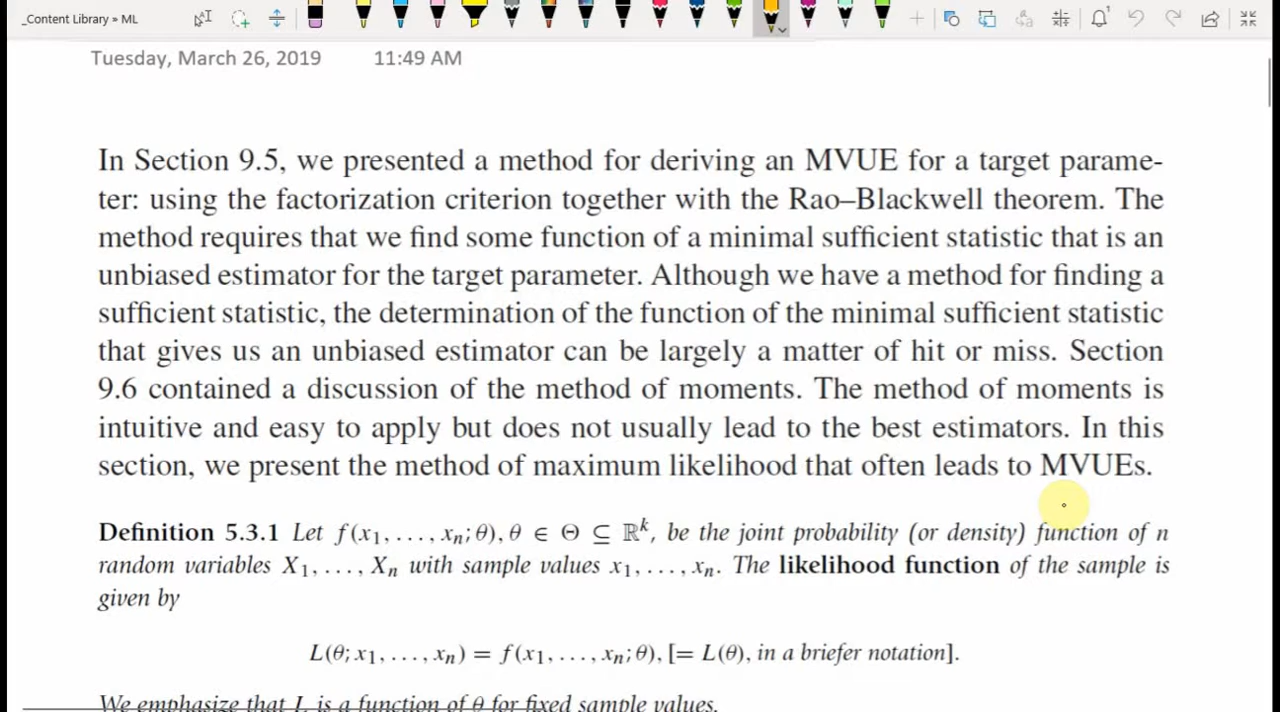 _Content Library » ML
Tuesday, March 26, 2019 11:49 AM
In Section 9.5, we presented a method for deriving an MVUE for a target parame-
ter: using the factorization criterion together with the Rao–Blackwell theorem. The
method requires that we find some function of a minimal sufficient statistic that is an
unbiased estimator for the target parameter. Although we have a method for finding a
sufficient statistic, the determination of the function of the minimal sufficient statistic
that gives us an unbiased estimator can be largely a matter of hit or miss. Section
9.6 contained a discussion of the method of moments. The method of moments is
intuitive and easy to apply but does not usually lead to the best estimators. In this
section, we present the method of maximum likelihood that often leads to MVUEs.
Definition 5.3.1 Let f(x₁, . . . , xₙ; θ), θ ∈ Θ ⊆ ℝᵏ, be the joint probability (or density) function of n
random variables X₁, . . . , Xₙ with sample values x₁, . . . , xₙ. The likelihood function of the sample is
given by
L(θ; x₁, . . . , xₙ) = f(x₁, . . . , xₙ; θ), [= L(θ), in a briefer notation].
We emphasize that L is a function of θ for fixed sample values.